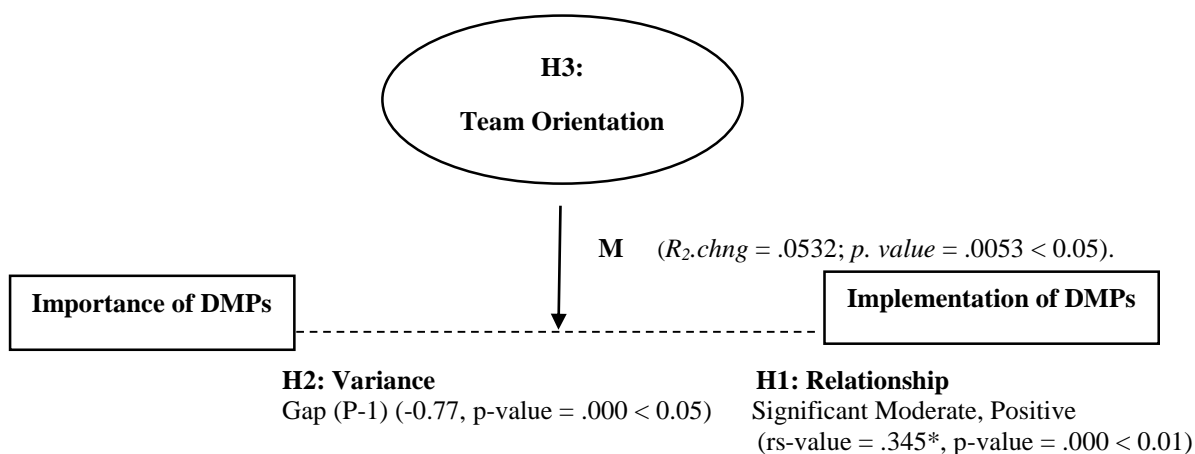 H3:
Team Orientation
M (R2.chng = .0532; p. value = .0053 < 0.05).
Importance of DMPs
Implementation of DMPs
H2: Variance
Gap (P-1) (-0.77, p-value = .000 < 0.05)
H1: Relationship
Significant Moderate, Positive
(rs-value = .345*, p-value = .000 < 0.01)